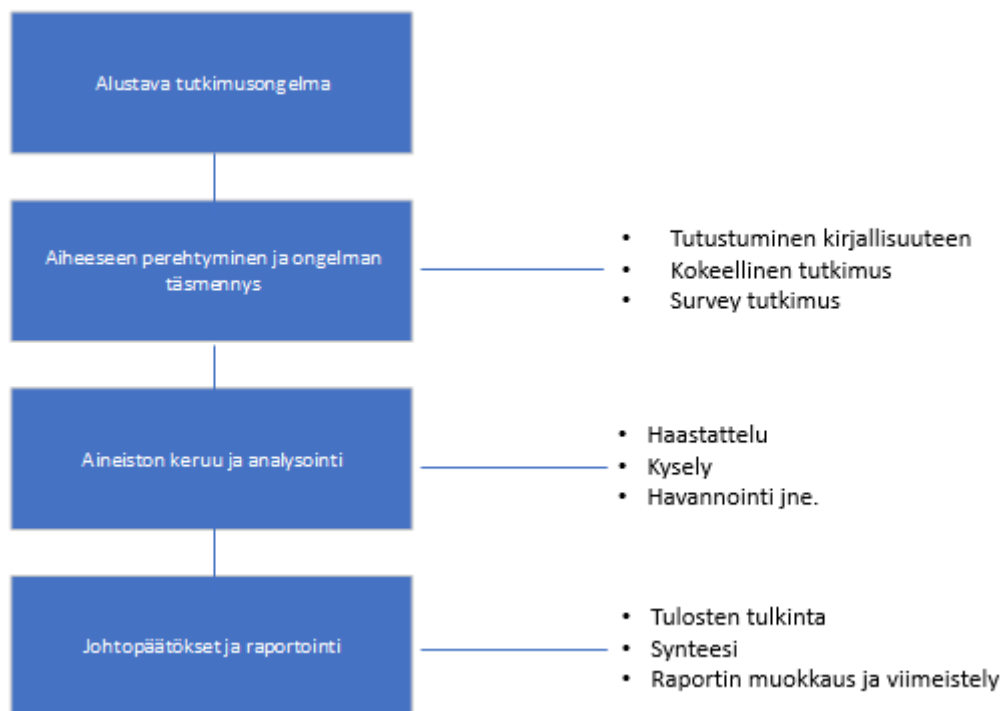 Alustava tutkimusongelma
Aiheeseen perehtyminen ja ongelman
täsmennys
• Tutustuminen kirjallisuuteen
• Kokeellinen tutkimus
• Survey tutkimus
Aineiston keruu ja analysointi
• Haastattelu
• Kysely
• Havannointi jne.
Johtopäätökset ja raportointi
• Tulosten tulkinta
• Synteesi
• Raportin muokkaus ja viimeistely